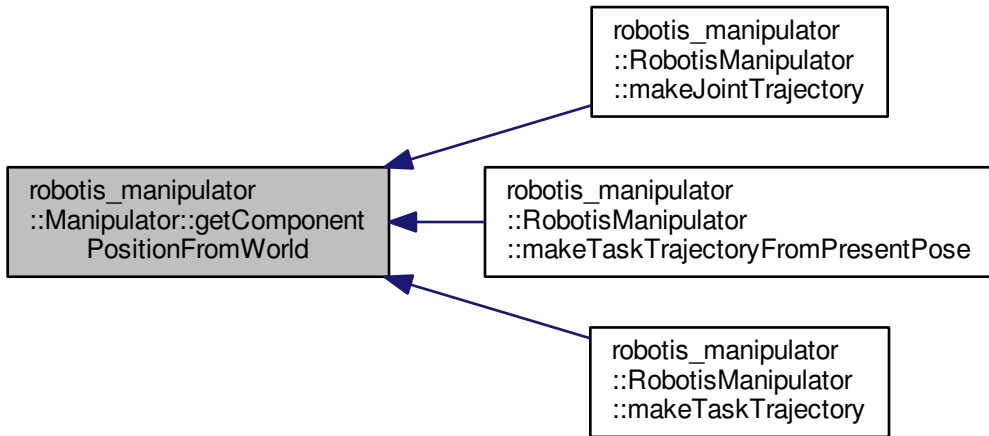 robotis_manipulator
::RobotisManipulator
::makeJointTrajectory
robotis_manipulator
::Manipulator::getComponent
PositionFromWorld
robotis_manipulator
::RobotisManipulator
::makeTaskTrajectoryFromPresentPose
robotis_manipulator
::RobotisManipulator
::makeTaskTrajectory